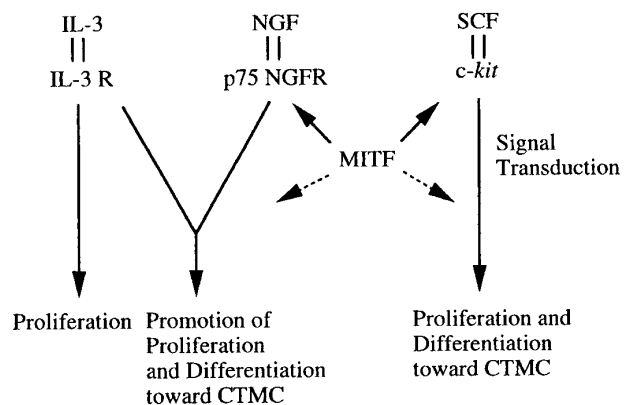 IL-3
NGF
SCF
IL-3 R
p75 NGFR
c-kit
MITF
Signal
Transduction
Proliferation
Promotion of
Proliferation
and Differentiation
toward CTMC
Proliferation and
Differentiation
toward CTMC